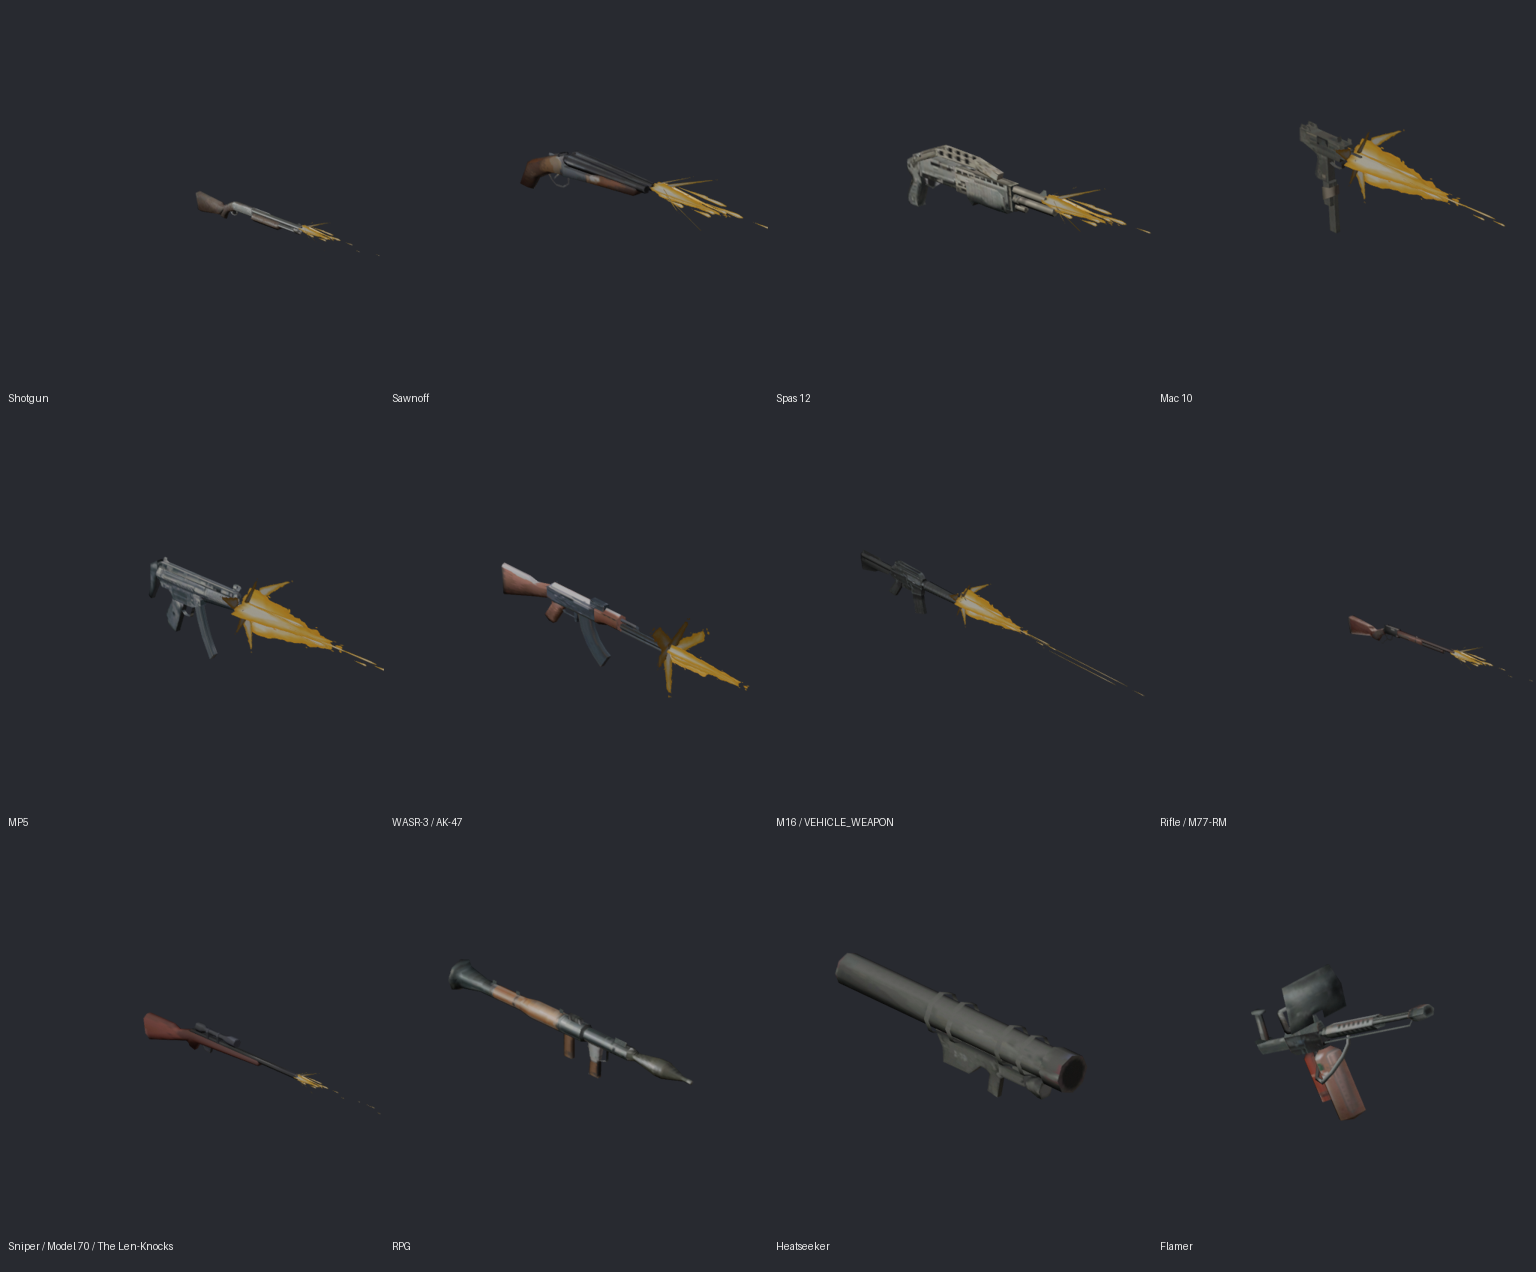 Shotgun
Sawnoff
Spas 12
Mac 10
MP5
WASR-3 / AK-47
M16 / VEHICLE_WEAPON
Rifle / M77-RM
Sniper / Model 70 / The Len-Knocks
RPG
Heatseeker
Flamer